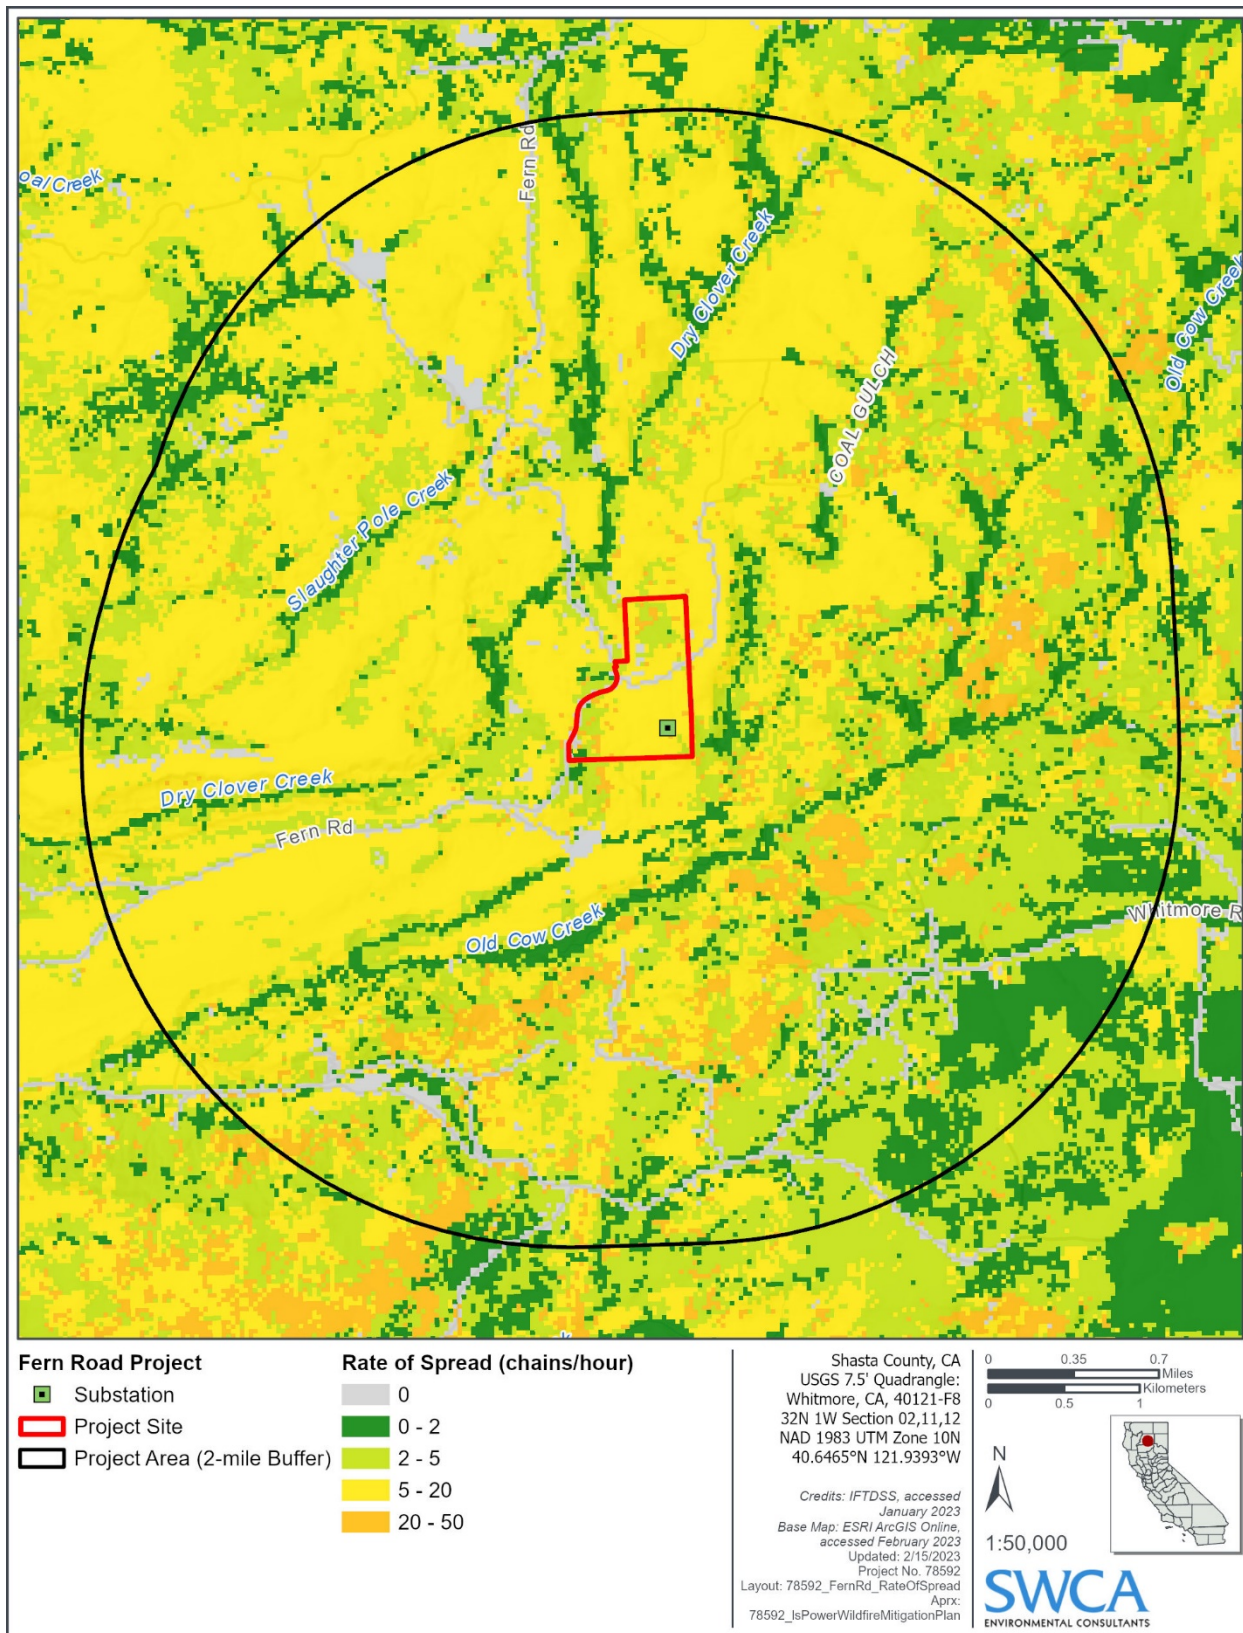 Fern Rd
oal Creek
Dry Clover Creek
Old Cow Creek
COAL GULCH
Slaughter Pole Creek
Dry Clover Creek
Fern Rd
Old Cow Creek
Whitmore R
Fern Road Project
Substation
Project Site
Project Area (2-mile Buffer)
Rate of Spread (chains/hour)
0
0 - 2
2 - 5
5 - 20
20 - 50
Shasta County, CA
USGS 7.5' Quadrangle:
Whitmore, CA, 40121-F8
32N 1W Section 02,11,12
NAD 1983 UTM Zone 10N
40.6465°N 121.9393°W
Credits: IFTDSS, accessed
January 2023
Base Map: ESRI ArcGIS Online,
accessed February 2023
Updated: 2/15/2023
Project No. 78592
Layout: 78592_FernRd_RateOfSpread
Aprx:
78592_IsPowerWildfireMitigationPlan
0 0.35 0.7
Miles
Kilometers
0 0.5 1
N
1:50,000
SWCA
ENVIRONMENTAL CONSULTANTS